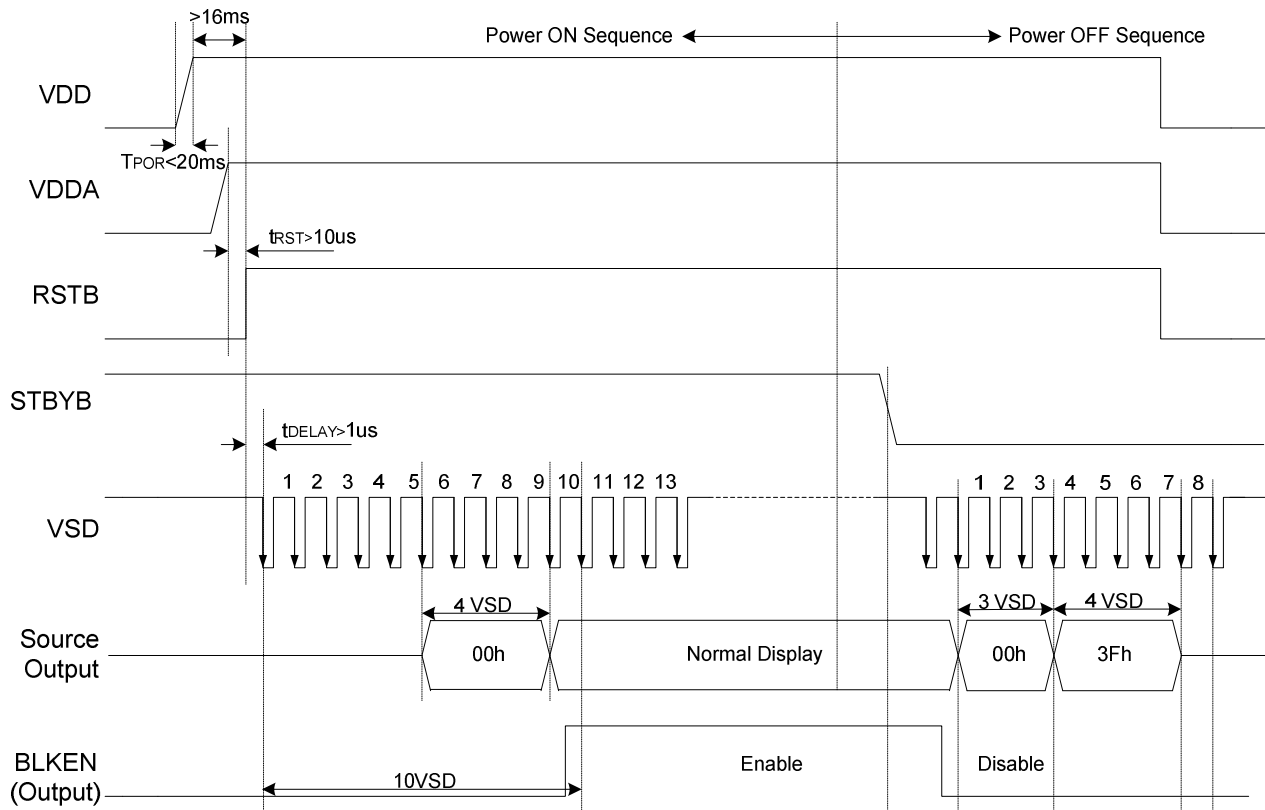 >16ms
Power ON Sequence
Power OFF Sequence
VDD
TPOR<20ms
VDDA
tRST>10us
RSTB
STBYB
tDELAY>1us
1 2 3 4 5 6 7 8 9 10 11 12 13
1 2 3 4 5 6 7 8
VSD
4 VSD
3 VSD
4 VSD
Source
Output
00h
Normal Display
00h
3Fh
BLKEN
(Output)
Enable
Disable
10VSD